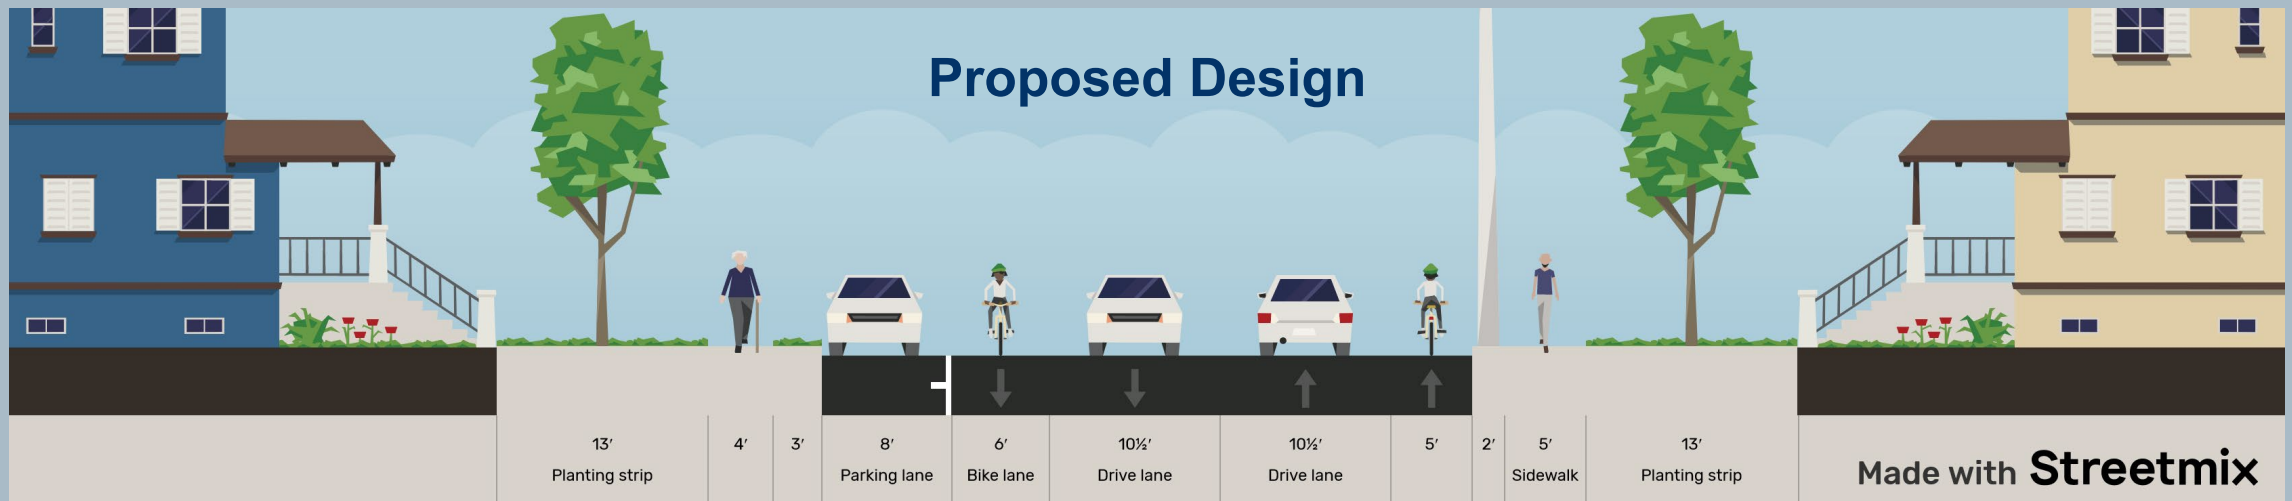 Proposed Design
13′ 4′ 3′ 8′ 6′ 10½′ 10½′ 5′ 2′ 5′ 13′
Planting strip Parking lane Bike lane Drive lane Drive lane Sidewalk Planting strip
Made with Streetmix